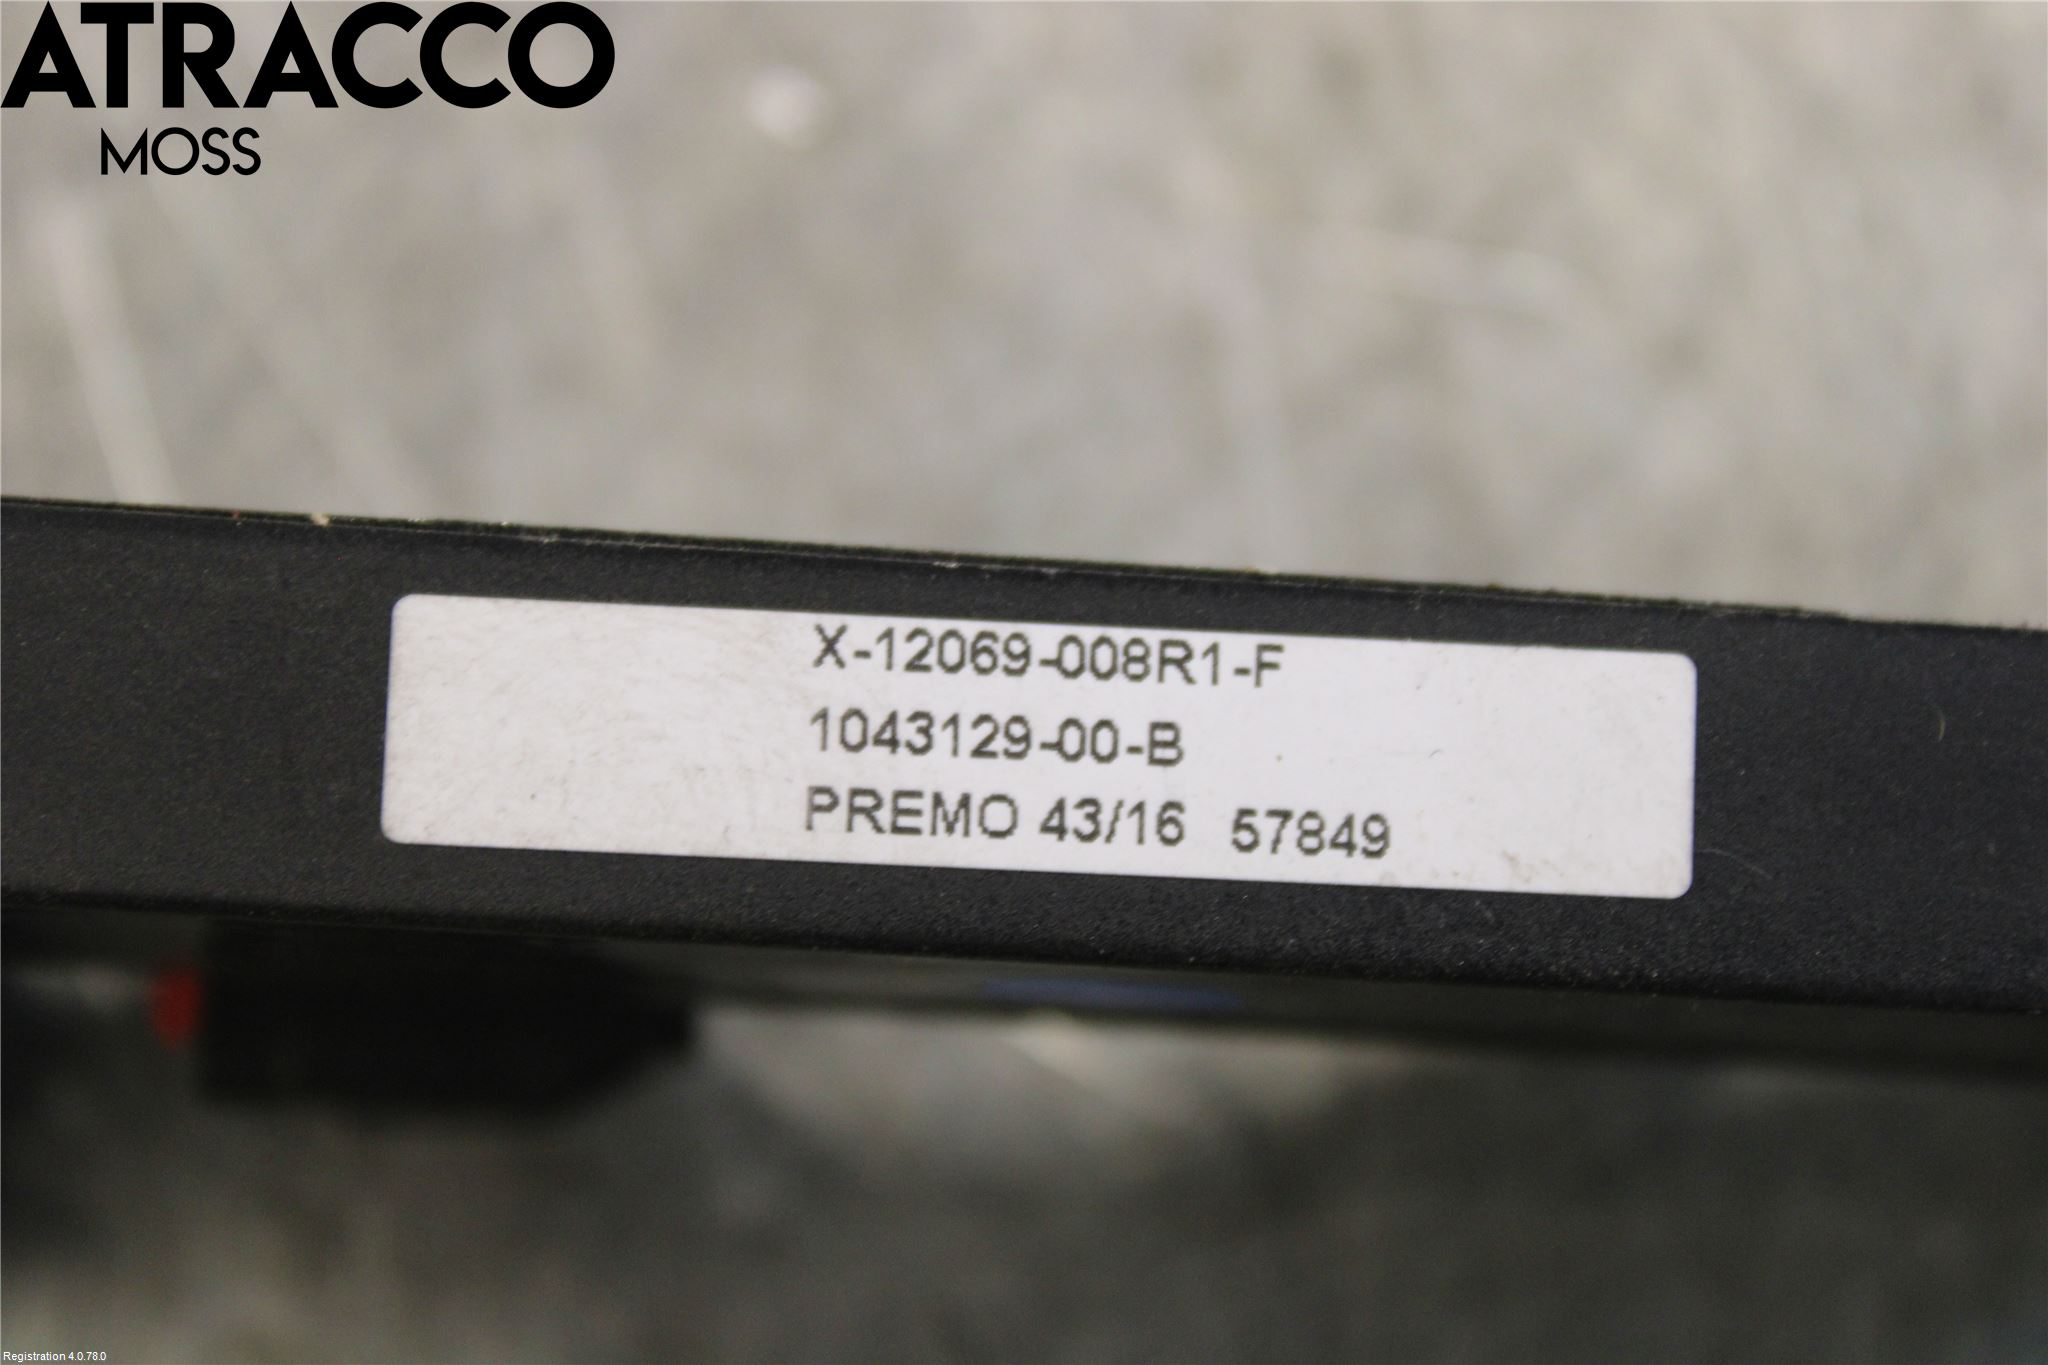 ATRACCO
MOSS
X-12069-008R1-F
1043129-00-B
PREMO 43/16 57849
Registration 4.0.78.0